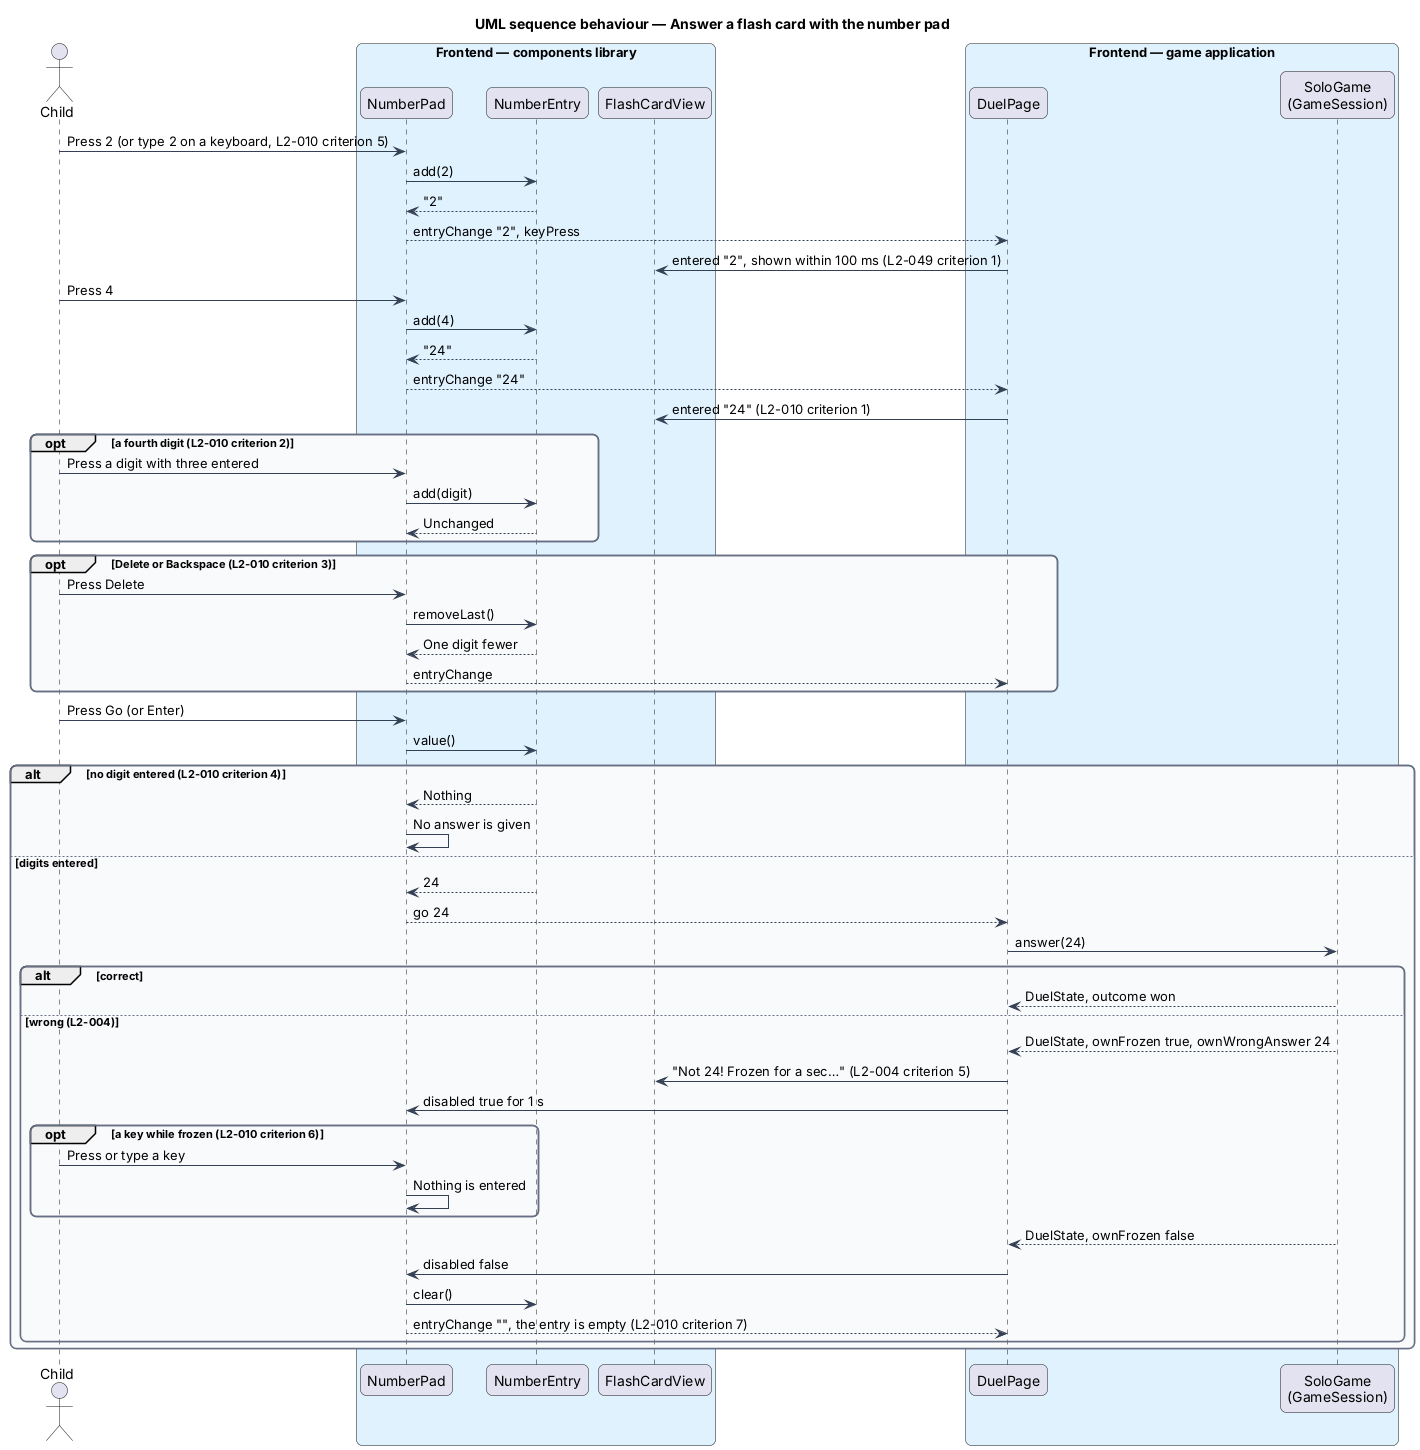 UML sequence behaviour — Answer a flash card with the number pad
Frontend — components library
Frontend — game application
Child
NumberPad
NumberEntry
FlashCardView
DuelPage
SoloGame
(GameSession)
Press 2 (or type 2 on a keyboard, L2-010 criterion 5)
add(2)
"2"
entryChange "2", keyPress
entered "2", shown within 100 ms (L2-049 criterion 1)
Press 4
add(4)
"24"
entryChange "24"
entered "24" (L2-010 criterion 1)
opt [a fourth digit (L2-010 criterion 2)]
Press a digit with three entered
add(digit)
Unchanged
opt [Delete or Backspace (L2-010 criterion 3)]
Press Delete
removeLast()
One digit fewer
entryChange
Press Go (or Enter)
value()
alt [no digit entered (L2-010 criterion 4)]
Nothing
No answer is given
[digits entered]
24
go 24
answer(24)
alt [correct]
DuelState, outcome won
[wrong (L2-004)]
DuelState, ownFrozen true, ownWrongAnswer 24
"Not 24! Frozen for a sec…" (L2-004 criterion 5)
disabled true for 1 s
opt [a key while frozen (L2-010 criterion 6)]
Press or type a key
Nothing is entered
DuelState, ownFrozen false
disabled false
clear()
entryChange "", the entry is empty (L2-010 criterion 7)
Child
NumberPad
NumberEntry
FlashCardView
DuelPage
SoloGame
(GameSession)